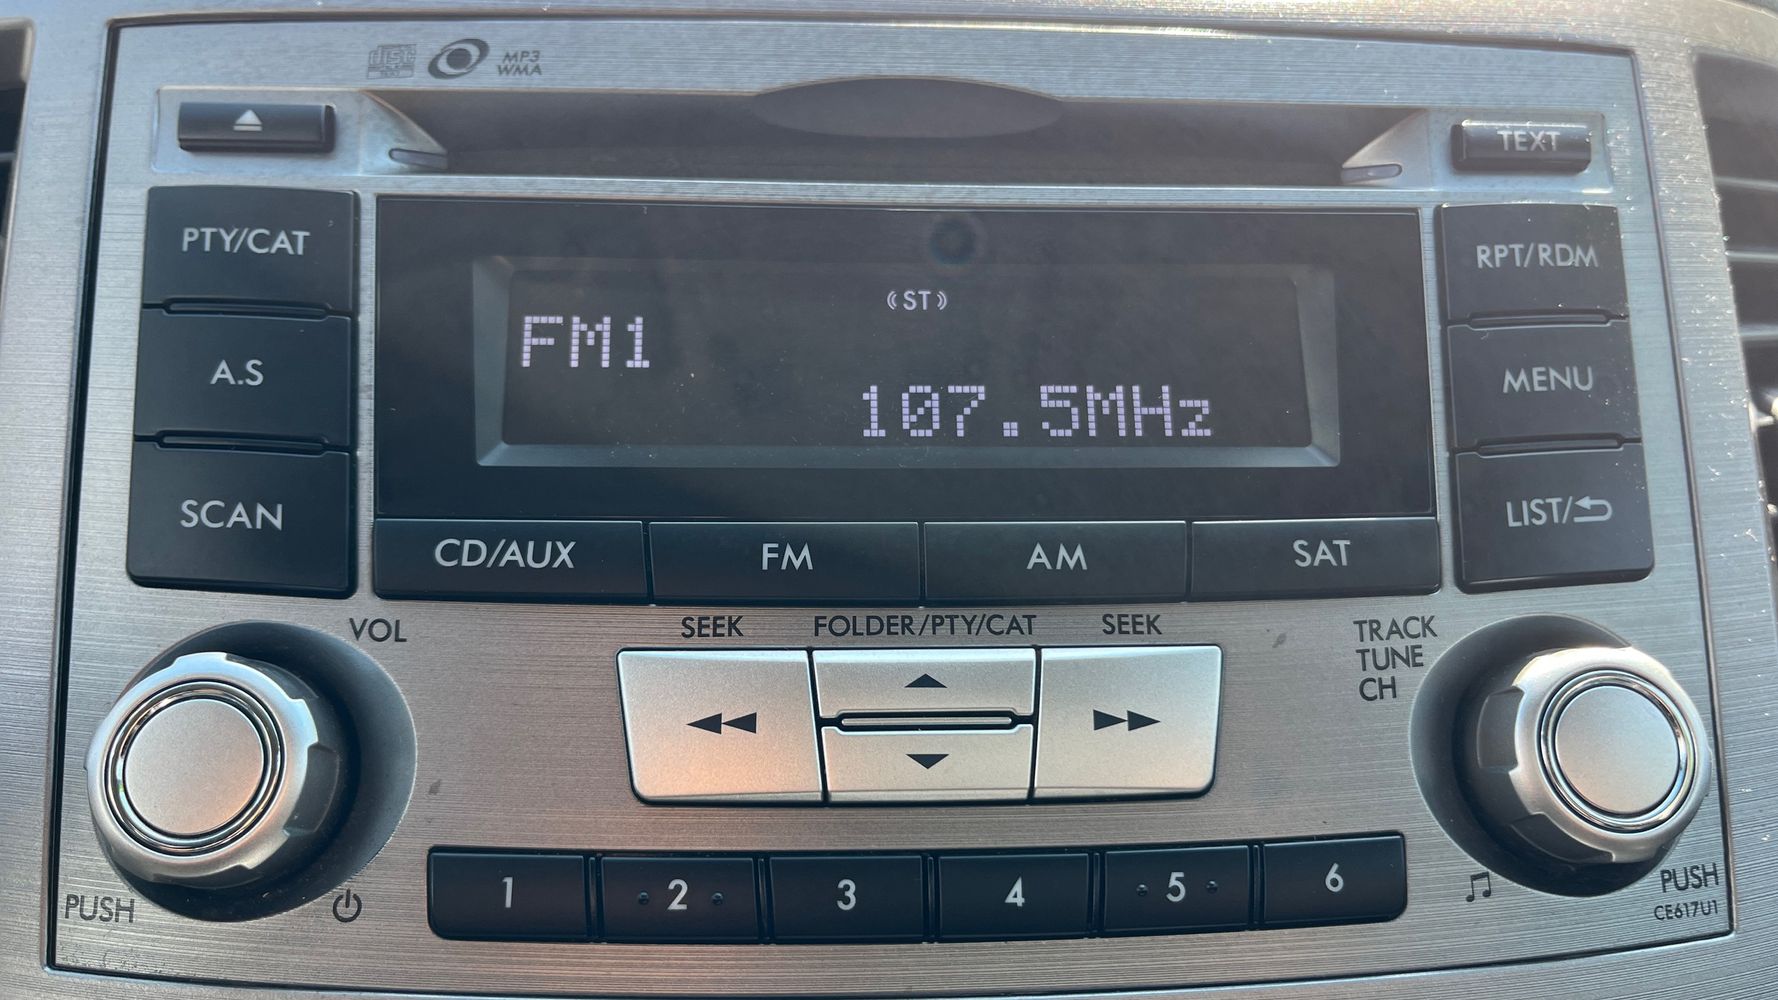 disc
MP3
WMA
TEXT
PTY/CAT
RPT/RDM
(ST)
FM1
A.S
MENU
107.5MHz
SCAN
LIST/
CD/AUX
FM
AM
SAT
VOL
SEEK
FOLDER/PTY/CAT
SEEK
TRACK
TUNE
CH
1
2
3
4
5
6
PUSH
PUSH
CE617U1